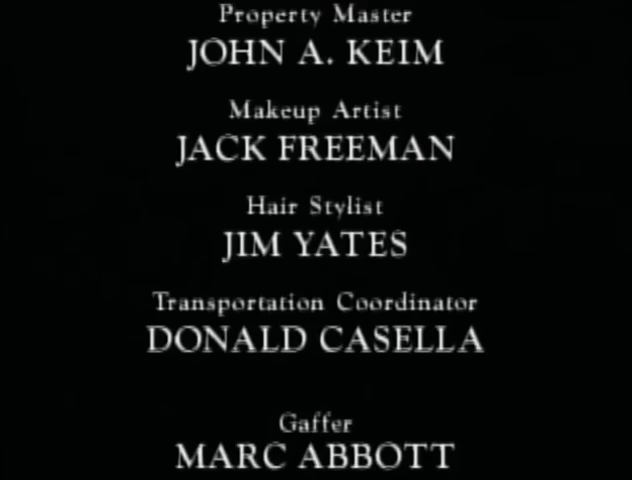 Property Master
JOHN A. KEIM
Makeup Artist
JACK FREEMAN
Hair Stylist
JIM YATES
Transportation Coordinator
DONALD CASELLA
Gaffer
MARC ABBOTT